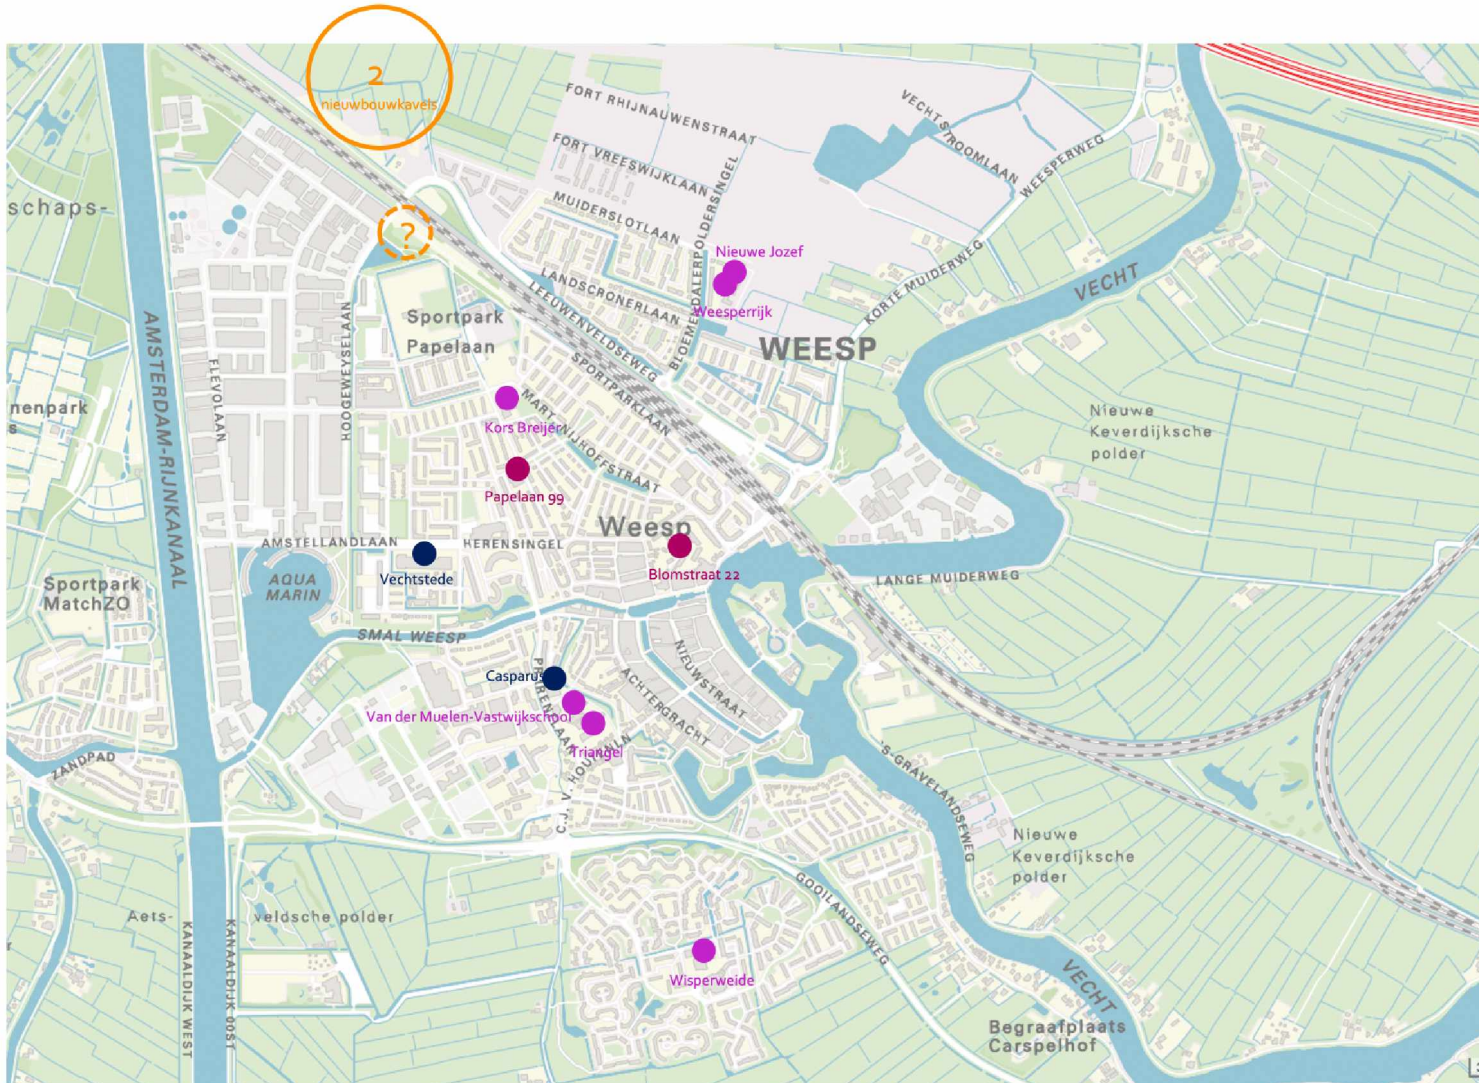 2
nieuwbouwkavels
FORT RHIJNAUWENSTRAAT
VECHTSTROOMLAAN
FORT VREESWIJKLAAN
WEESPERWEG
MUIDERSLOTLAAN
schaps-
?
BLOEMENDALERPOLDERSINGEL
Nieuwe Jozef
VECHT
KORTE MUIDERWEG
LANDSCRONERLAAN
LEEUWENVELDSEWEG
Weesperrijk
Sportpark
Papelaan
WEESP
AMSTERDAM-RIJNKANAAL
FLEVOLAAN
HOOGEWEYSELAAN
SPORTPARKLAAN
nenpark
s
MART. NIJHOFFSTRAAT
Kors Breijer
Nieuwe
Keverdijksche
polder
Papelaan 99
Weesp
AMSTELLANDLAAN
HERENSINGEL
Vechtstede
Blomstraat 22
LANGE MUIDERWEG
Sportpark
MatchZO
AQUA
MARIN
SMAL WEESP
Casparus
NIEUWSTRAAT
ACHTERGRACHT
Van der Muelen-Vastwijkschool
Triangel
C.J. V. HOUTENLN
ZANDPAD
'S-GRAVELANDSEWEG
Nieuwe
Keverdijksche
polder
GOOILANDSEWEG
Aets-
veldsche polder
KANAALDIJK WEST
KANAALDIJK OOST
Wisperweide
VECHT
Begraafplaats
Carspelhof